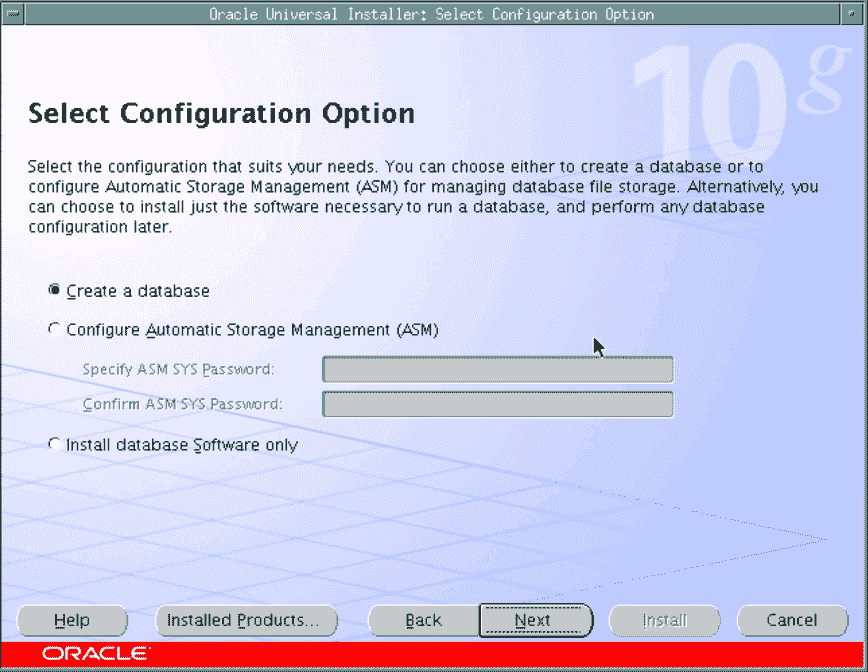 Oracle Universal Installer: Select Configuration Option
10g
Select Configuration Option
Select the configuration that suits your needs. You can choose either to create a database or to
configure Automatic Storage Management (ASM) for managing database file storage. Alternatively, you
can choose to install just the software necessary to run a database, and perform any database
configuration later.
Create a database
Configure Automatic Storage Management (ASM)
Specify ASM SYS Password:
Confirm ASM SYS Password:
Install database Software only
Help Installed Products... Back Next Install Cancel
ORACLE